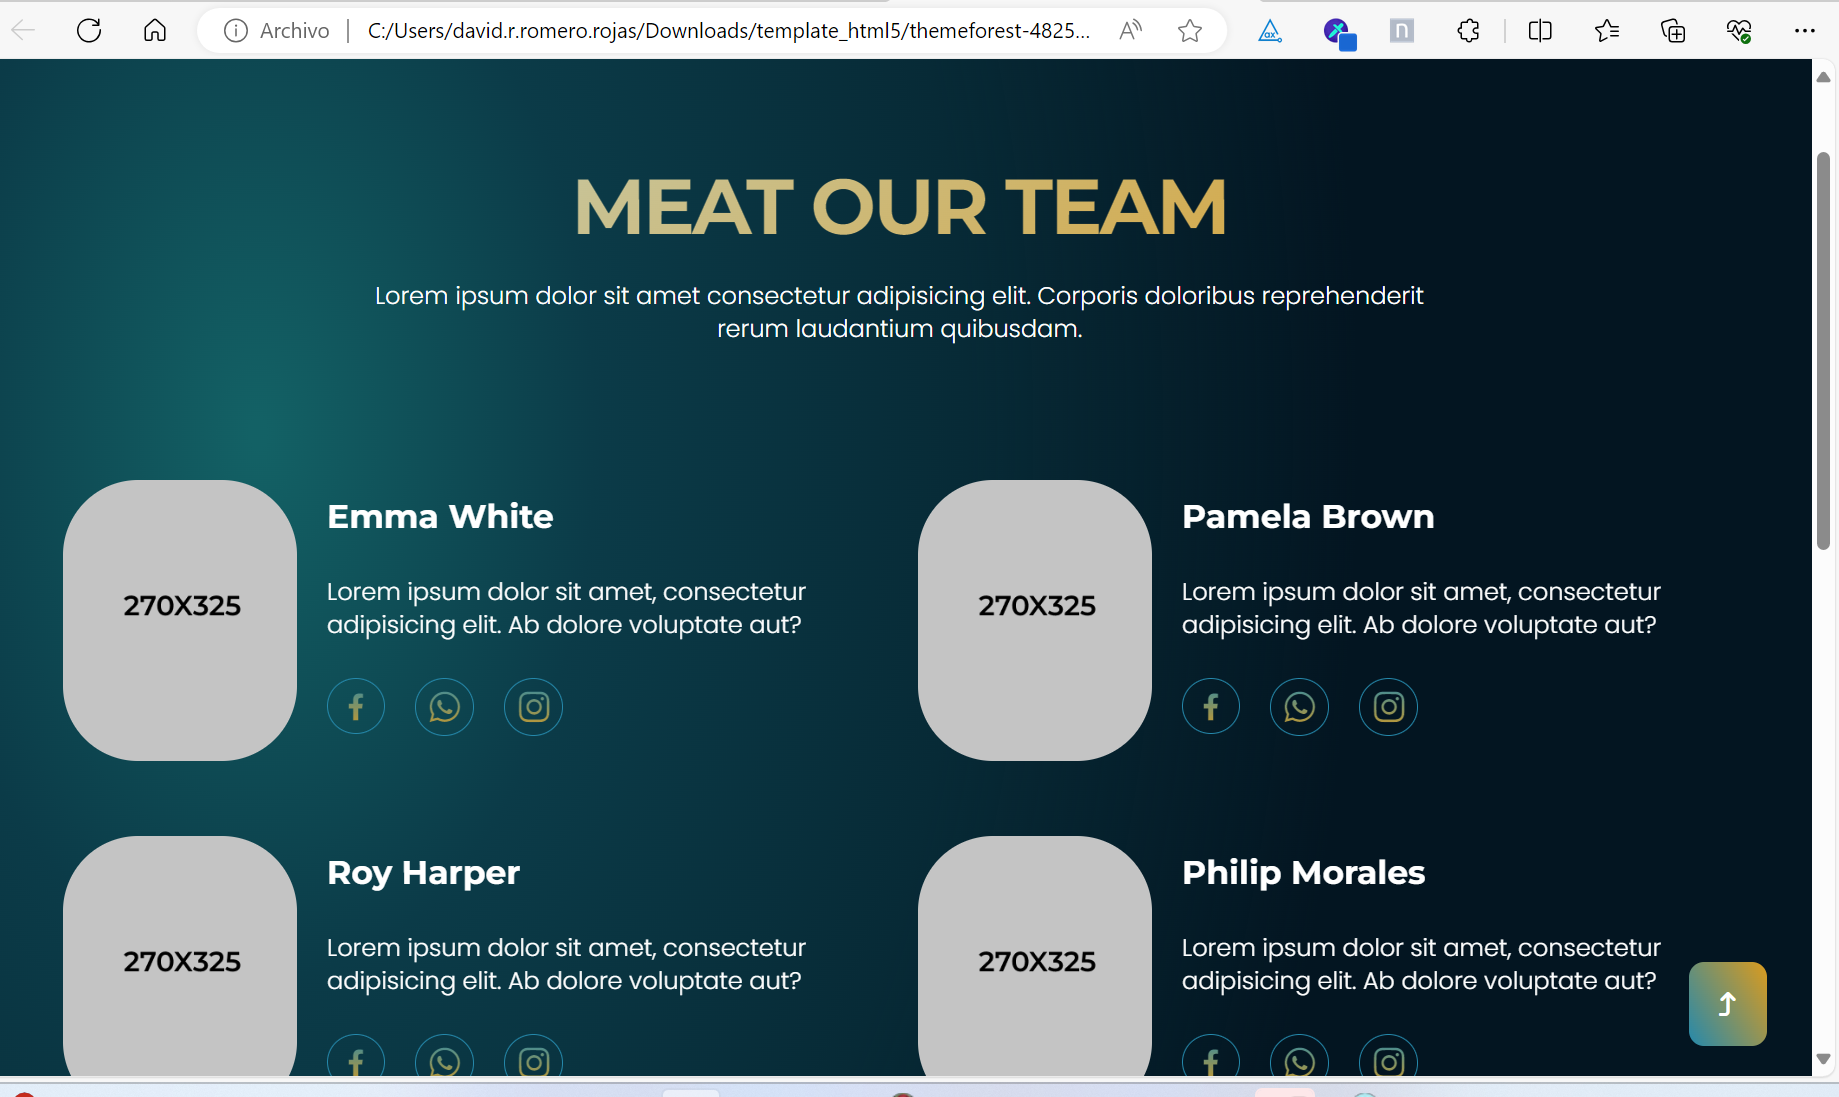 Archivo
C:/Users/david.r.romero.rojas/Downloads/template_html5/themeforest-4825...
MEAT OUR TEAM
Lorem ipsum dolor sit amet consectetur adipisicing elit. Corporis doloribus reprehenderit
rerum laudantium quibusdam.
270X325
Emma White
Lorem ipsum dolor sit amet, consectetur
adipisicing elit. Ab dolore voluptate aut?
270X325
Pamela Brown
Lorem ipsum dolor sit amet, consectetur
adipisicing elit. Ab dolore voluptate aut?
270X325
Roy Harper
Lorem ipsum dolor sit amet, consectetur
adipisicing elit. Ab dolore voluptate aut?
270X325
Philip Morales
Lorem ipsum dolor sit amet, consectetur
adipisicing elit. Ab dolore voluptate aut?